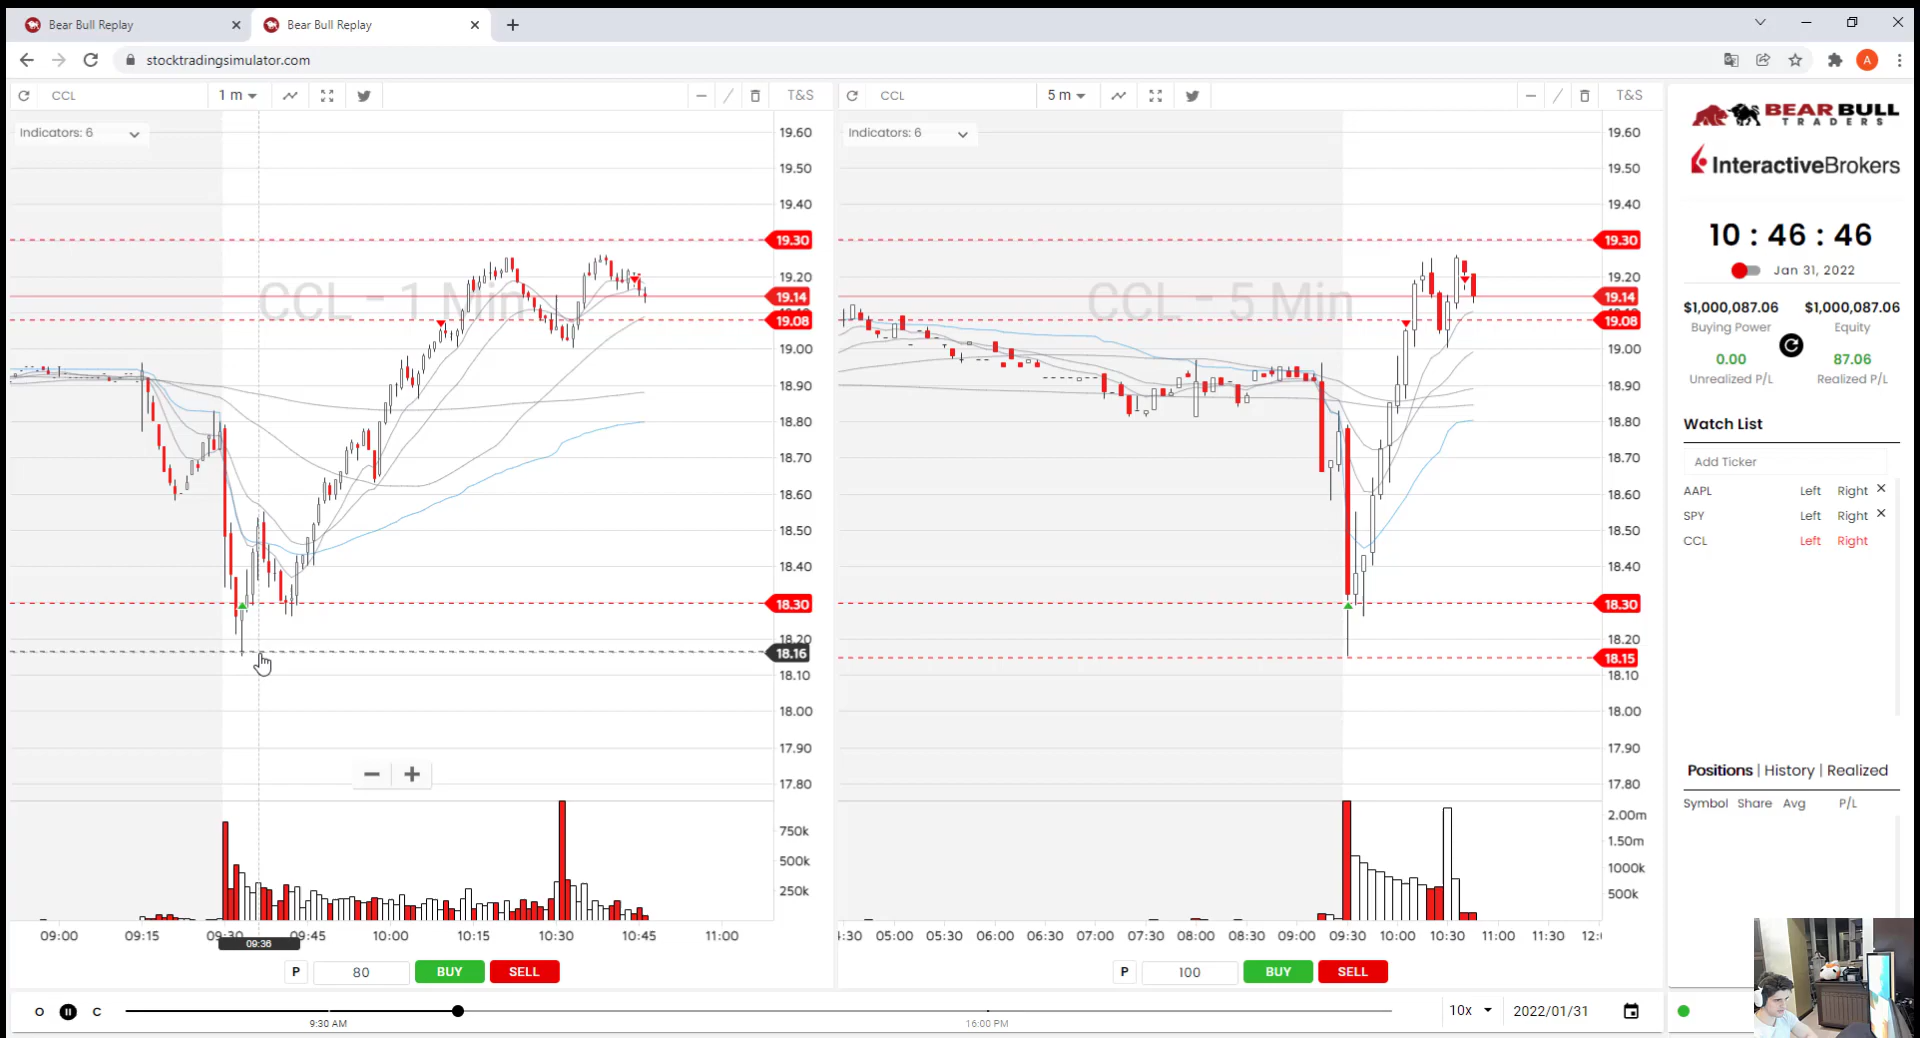 Bear Bull Replay
Bear Bull Replay
stocktradingsimulator.com
A
CCL
1 m
T&S
CCL
5 m
T&S
Indicators: 6
Indicators: 6
CCL - 1 Min
CCL - 5 Min
19.60
19.50
19.40
19.30
19.20
19.14
19.08
19.00
18.90
18.80
18.70
18.60
18.50
18.40
18.30
18.20
18.16
18.10
18.00
17.90
17.80
750k
500k
250k
09:00
09:15
09:30
09:36
09:45
10:00
10:15
10:30
10:45
11:00
19.60
19.50
19.40
19.30
19.20
19.14
19.08
19.00
18.90
18.80
18.70
18.60
18.50
18.40
18.30
18.20
18.15
18.10
18.00
17.90
17.80
2.00m
1.50m
1000k
500k
4:30
05:00
05:30
06:00
06:30
07:00
07:30
08:00
08:30
09:00
09:30
10:00
10:30
11:00
11:30
P
80
BUY
SELL
P
100
BUY
SELL
O
C
9:30 AM
16:00 PM
10x
2022/01/31
BEAR BULL
TRADERS
InteractiveBrokers
10 : 46 : 46
Jan 31, 2022
$1,000,087.06 $1,000,087.06
Buying Power Equity
0.00 87.06
Unrealized P/L Realized P/L
Watch List
Add Ticker
AAPL Left Right
SPY Left Right
CCL Left Right
Positions | History | Realized
Symbol Share Avg P/L